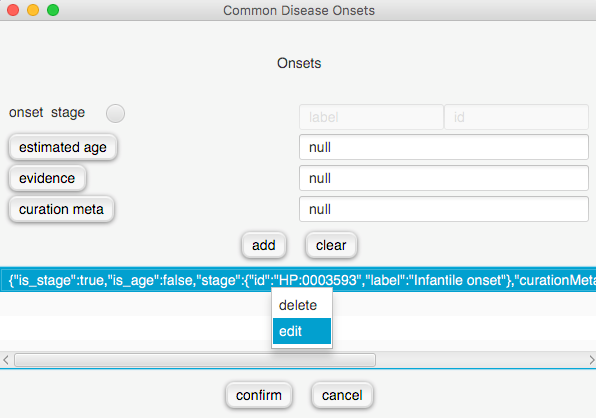 Common Disease Onsets
Onsets
onset stage
label id
estimated age null
evidence null
curation meta null
add clear
{"is_stage":true,"is_age":false,"stage":{"id":"HP:0003593","label":"Infantile onset"},"curationMeta
delete
edit
confirm cancel